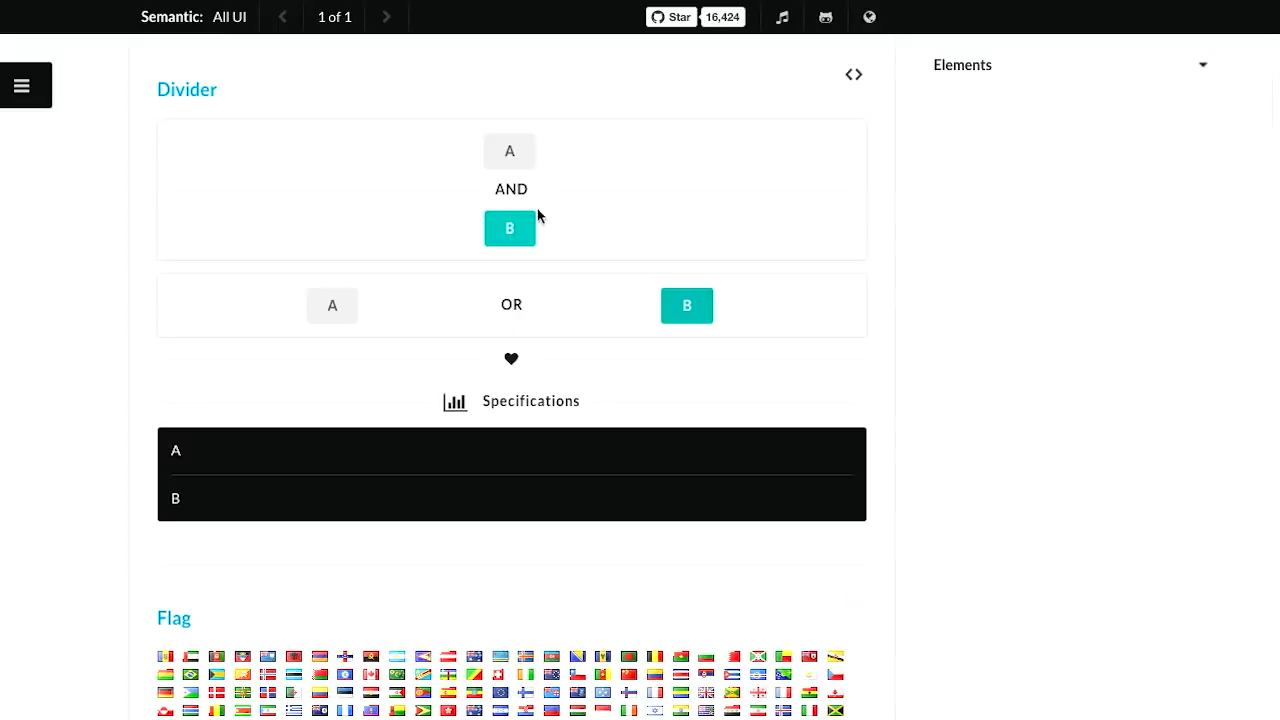 Semantic: All UI 1 of 1 Star 16,424
Elements
Divider
A
AND
B
A OR B
Specifications
A
B
Flag